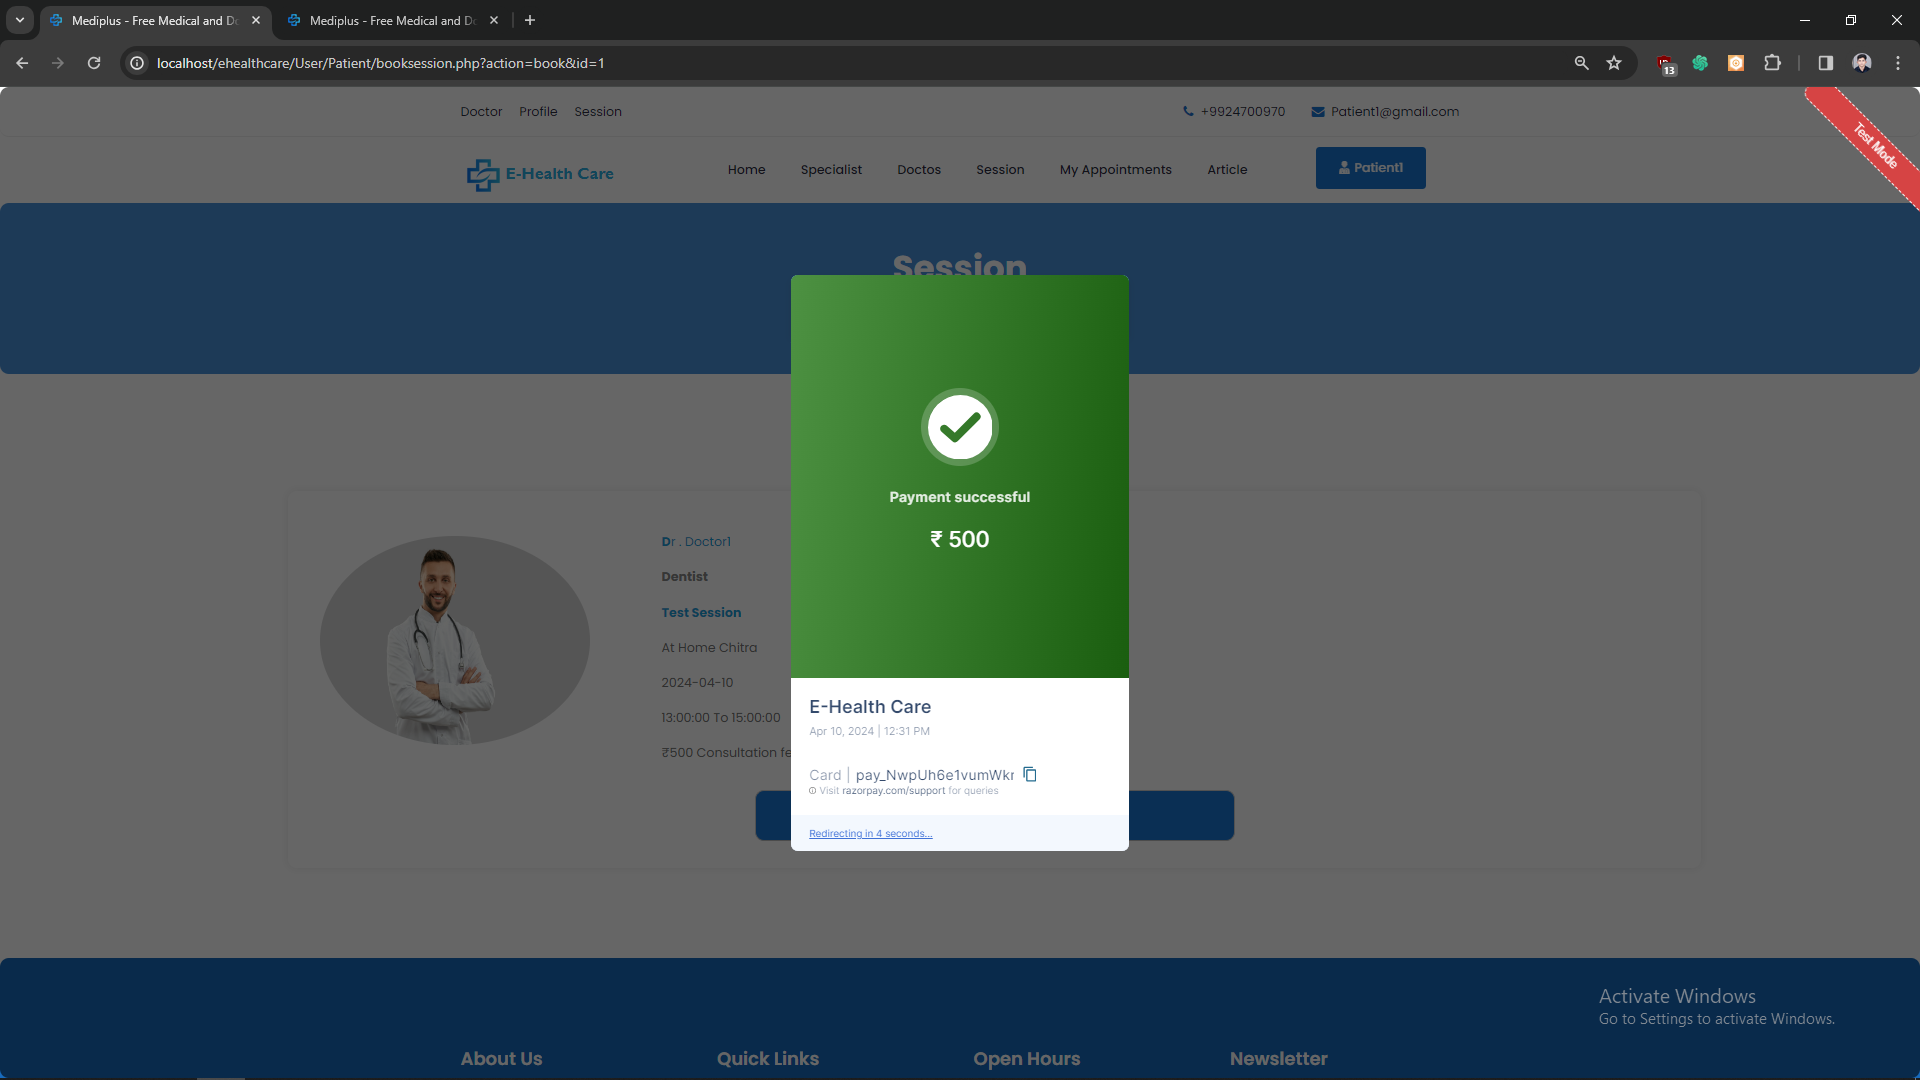 Mediplus - Free Medical and Do
Mediplus - Free Medical and Do
localhost/ehealthcare/User/Patient/booksession.php?action=book&id=1
13
Doctor Profile Session
+9924700970 Patient1@gmail.com
Test Mode
E-Health Care
Home Specialist Doctos Session My Appointments Article
Patient1
Session
Payment successful
₹ 500
Dr . Doctor1
Dentist
Test Session
At Home Chitra
2024-04-10
13:00:00 To 15:00:00
₹500 Consultation fe
E-Health Care
Apr 10, 2024 | 12:31 PM
Card | pay_NwpUh6e1vumWkr
Visit razorpay.com/support for queries
Redirecting in 4 seconds...
Activate Windows
Go to Settings to activate Windows.
About Us Quick Links Open Hours Newsletter